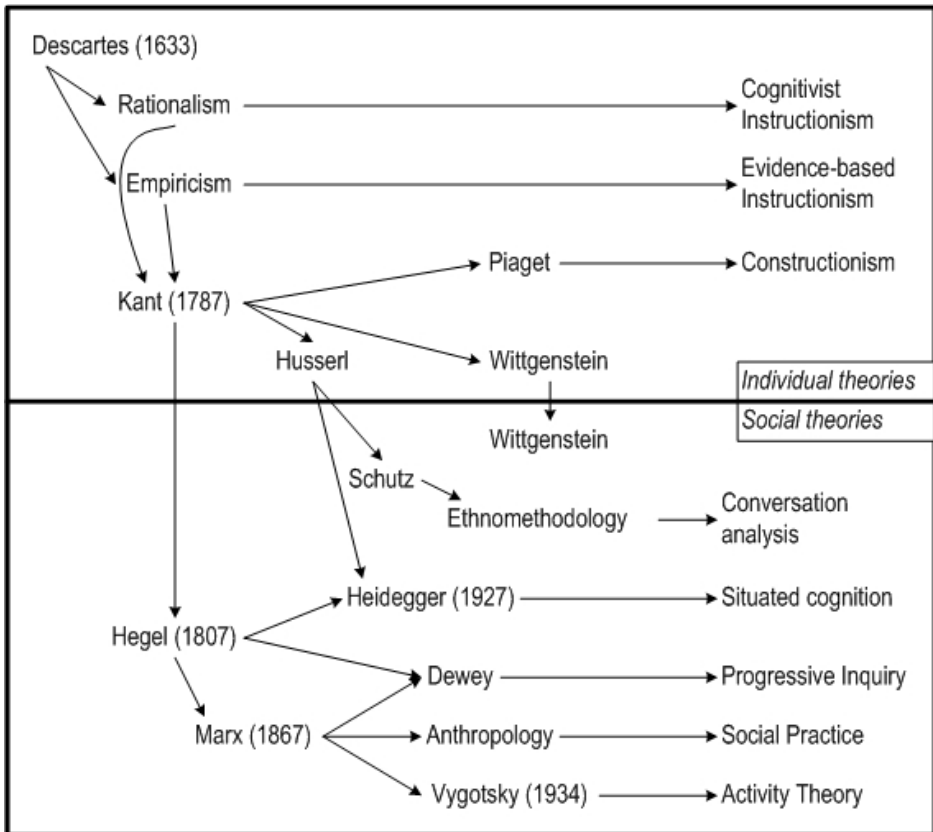 Descartes (1633)
Rationalism
Cognitivist
Instructionism
Empiricism
Evidence-based
Instructionism
Piaget
Constructionism
Kant (1787)
Husserl
Wittgenstein
Individual theories
Social theories
Wittgenstein
Schutz
Ethnomethodology
Conversation
analysis
Heidegger (1927)
Situated cognition
Hegel (1807)
Dewey
Progressive Inquiry
Marx (1867)
Anthropology
Social Practice
Vygotsky (1934)
Activity Theory